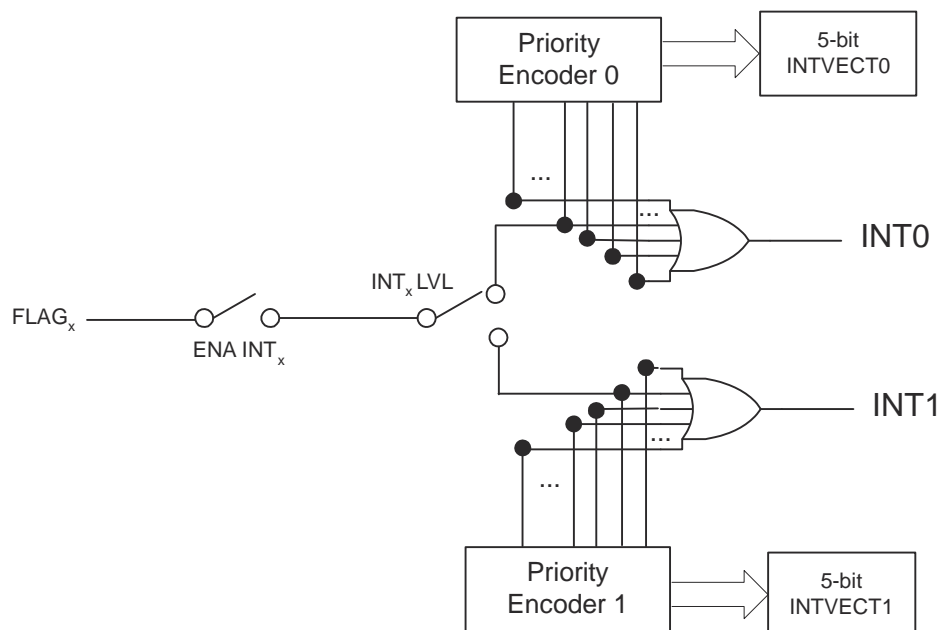 Priority
Encoder 0
5-bit
INTVECT0
...
...
INT0
INTx LVL
FLAGx
ENA INTx
INT1
...
...
Priority
Encoder 1
5-bit
INTVECT1